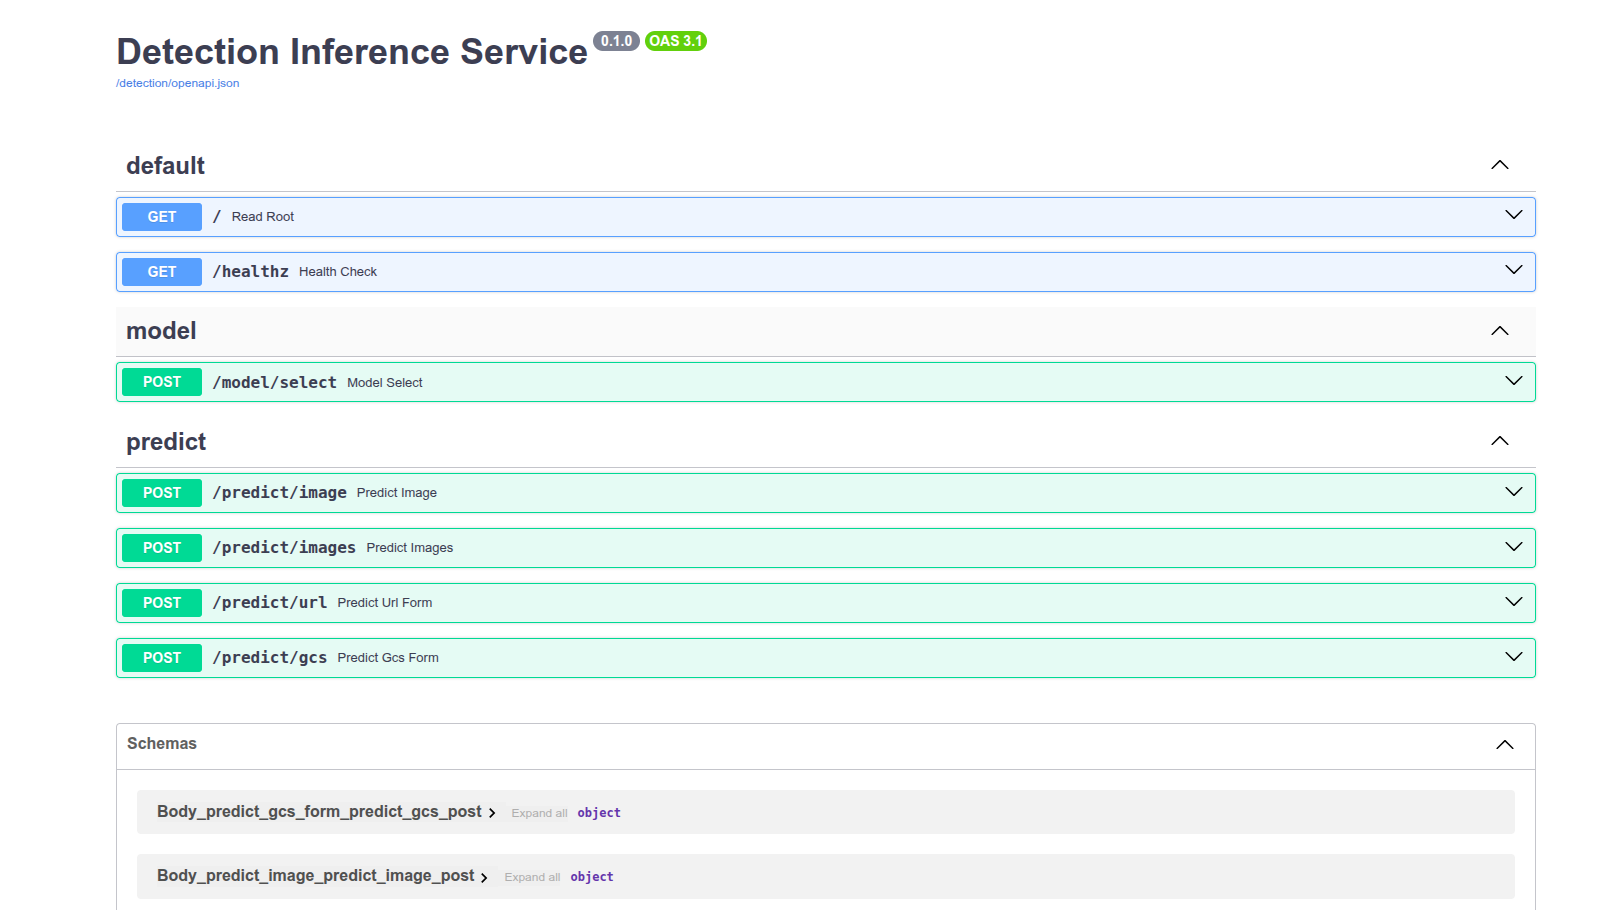 Detection Inference Service 0.1.0 OAS 3.1
/detection/openapi.json
default
GET / Read Root
GET /healthz Health Check
model
POST /model/select Model Select
predict
POST /predict/image Predict Image
POST /predict/images Predict Images
POST /predict/url Predict Url Form
POST /predict/gcs Predict Gcs Form
Schemas
Body_predict_gcs_form_predict_gcs_post Expand all object
Body_predict_image_predict_image_post Expand all object